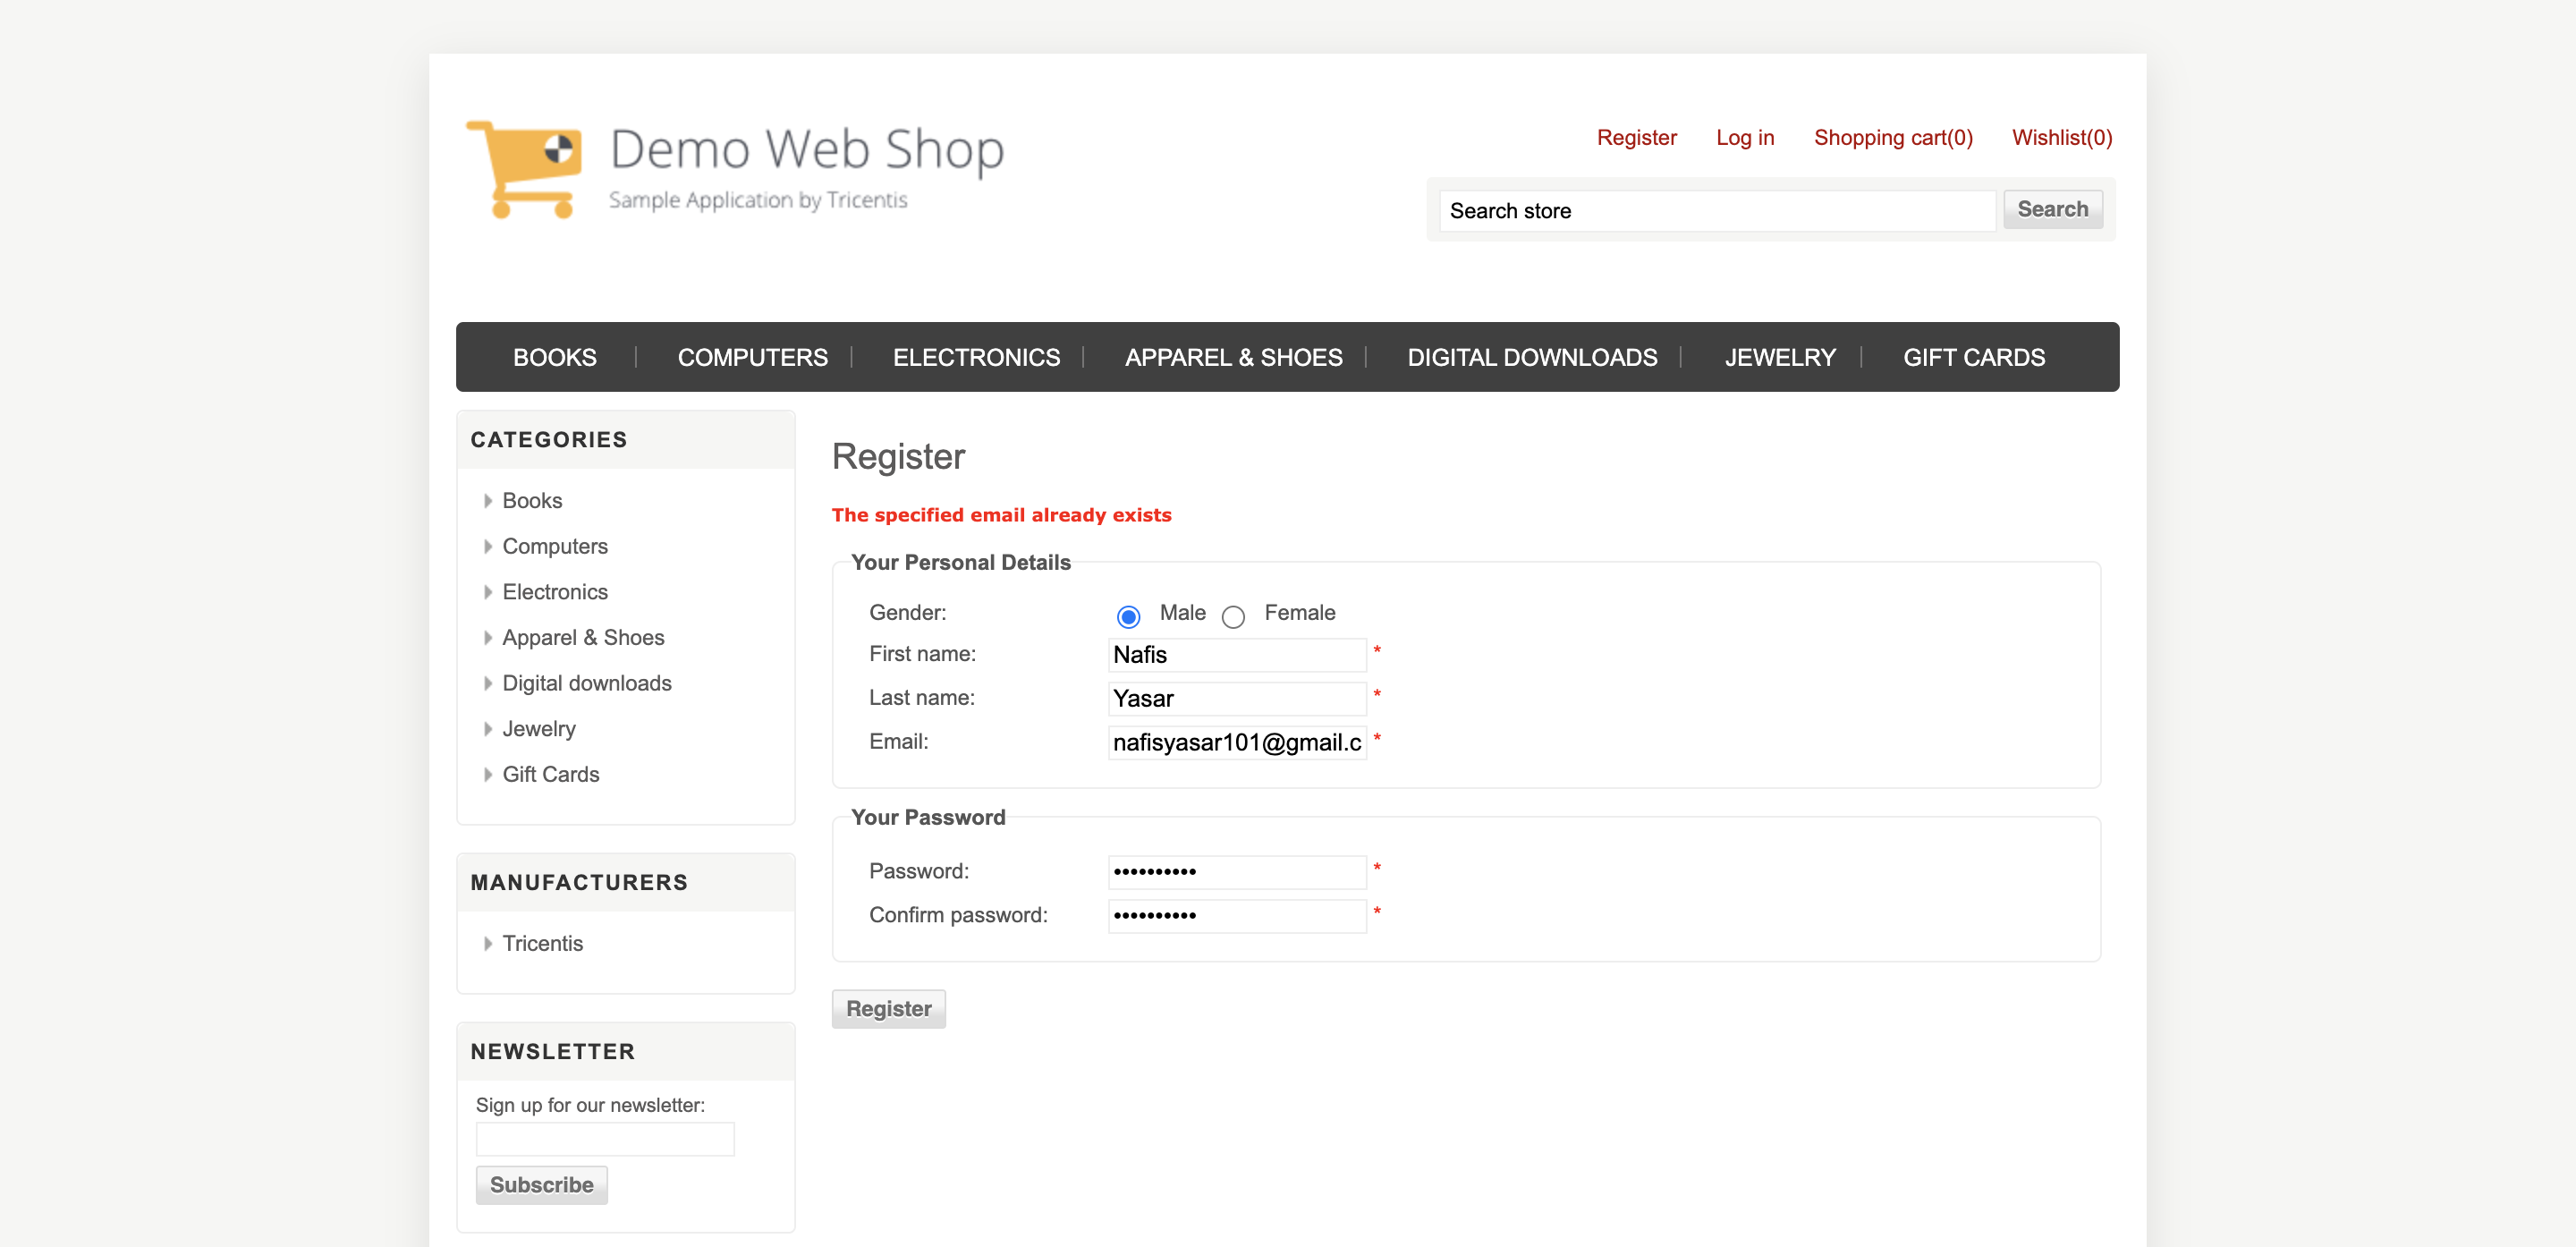 Demo Web Shop
Sample Application by Tricentis
Register Log in Shopping cart(0) Wishlist(0)
Search store Search
BOOKS COMPUTERS ELECTRONICS APPAREL & SHOES DIGITAL DOWNLOADS JEWELRY GIFT CARDS
CATEGORIES
Books
Computers
Electronics
Apparel & Shoes
Digital downloads
Jewelry
Gift Cards
MANUFACTURERS
Tricentis
NEWSLETTER
Sign up for our newsletter:
Subscribe
Register
The specified email already exists
Your Personal Details
Gender: Male Female
First name: Nafis *
Last name: Yasar *
Email: nafisyasar101@gmail.c *
Your Password
Password: •••••••••• *
Confirm password: •••••••••• *
Register